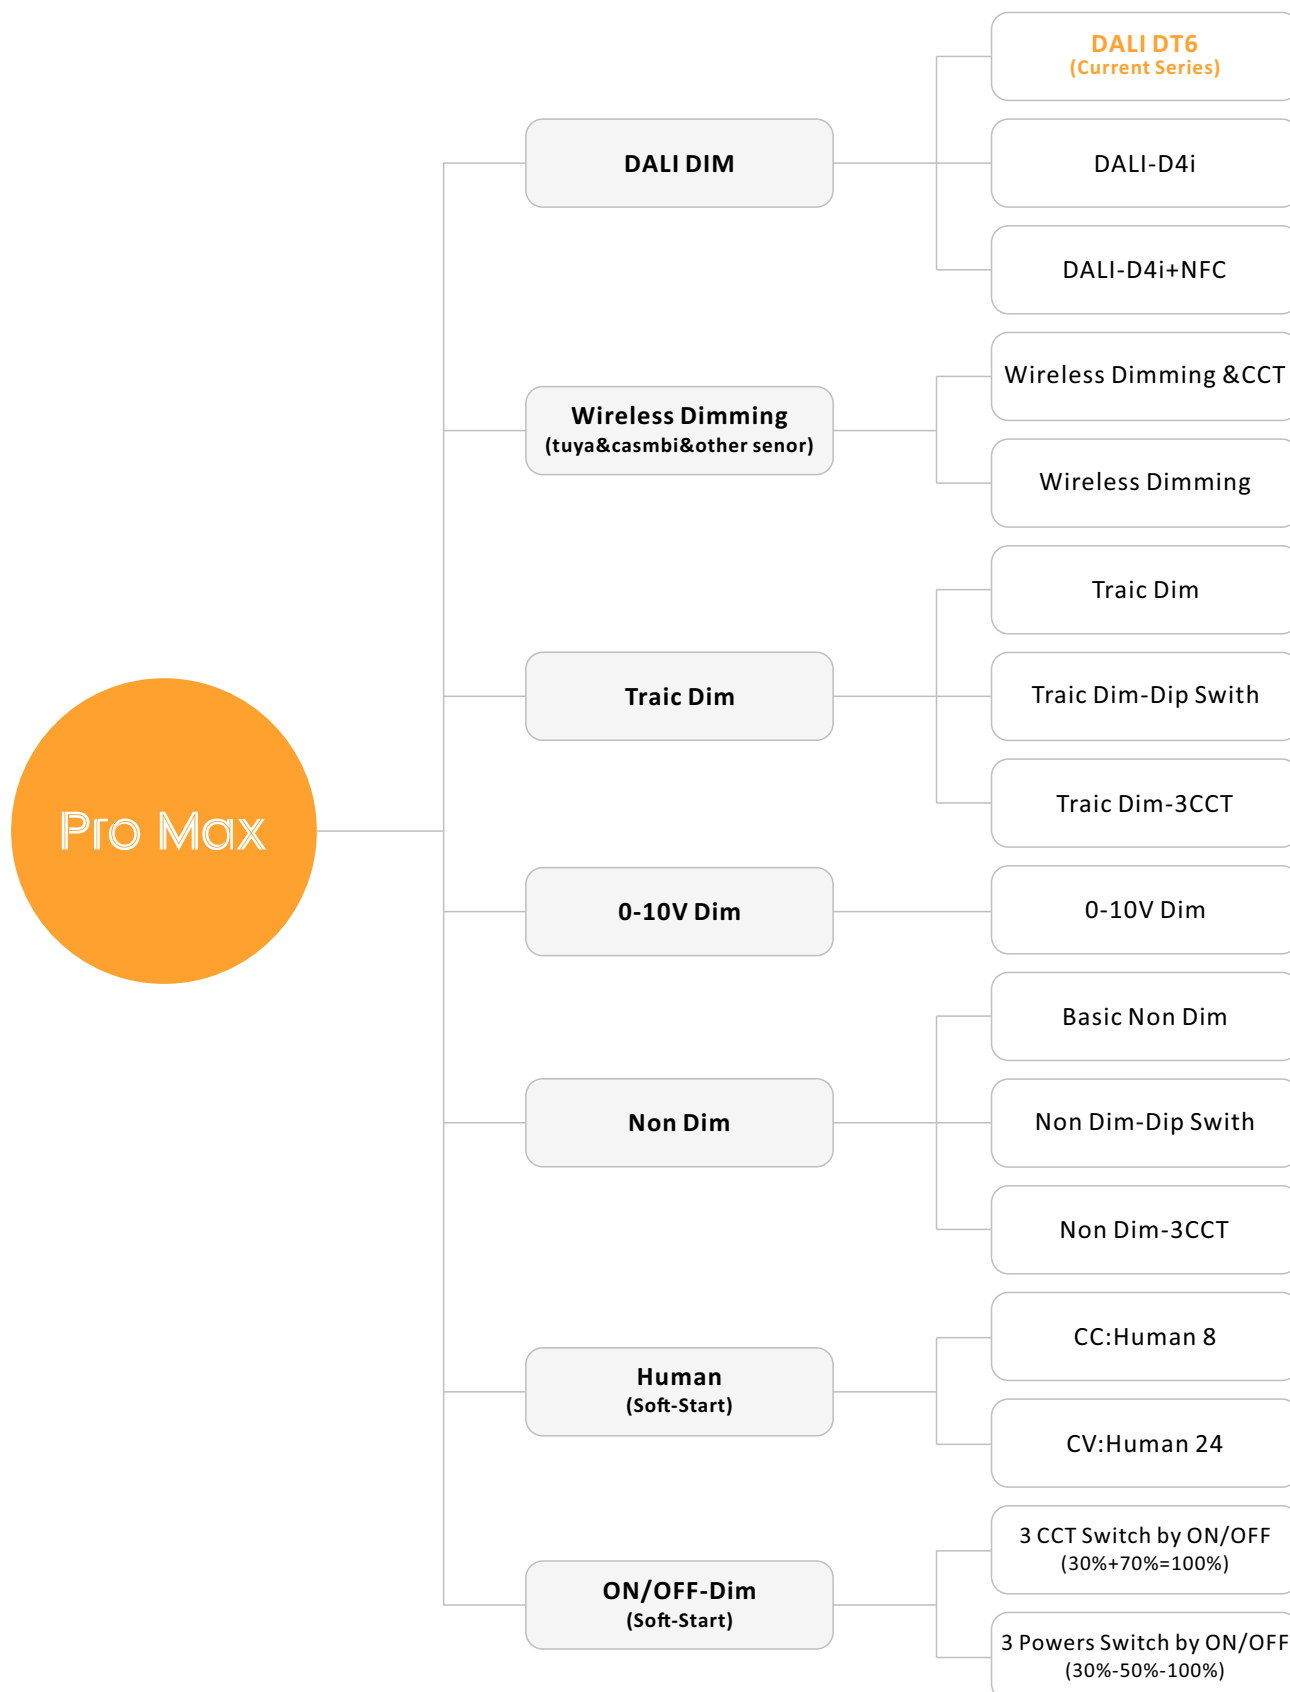 DALI DT6
(Current Series)
DALI DIM
DALI-D4i
DALI-D4i+NFC
Wireless Dimming &CCT
Wireless Dimming
(tuya&casmbi&other senor)
Wireless Dimming
Traic Dim
Traic Dim
Traic Dim-Dip Swith
Traic Dim-3CCT
Pro Max
0-10V Dim
0-10V Dim
Basic Non Dim
Non Dim
Non Dim-Dip Swith
Non Dim-3CCT
CC:Human 8
Human
(Soft-Start)
CV:Human 24
3 CCT Switch by ON/OFF
(30%+70%=100%)
ON/OFF-Dim
(Soft-Start)
3 Powers Switch by ON/OFF
(30%-50%-100%)